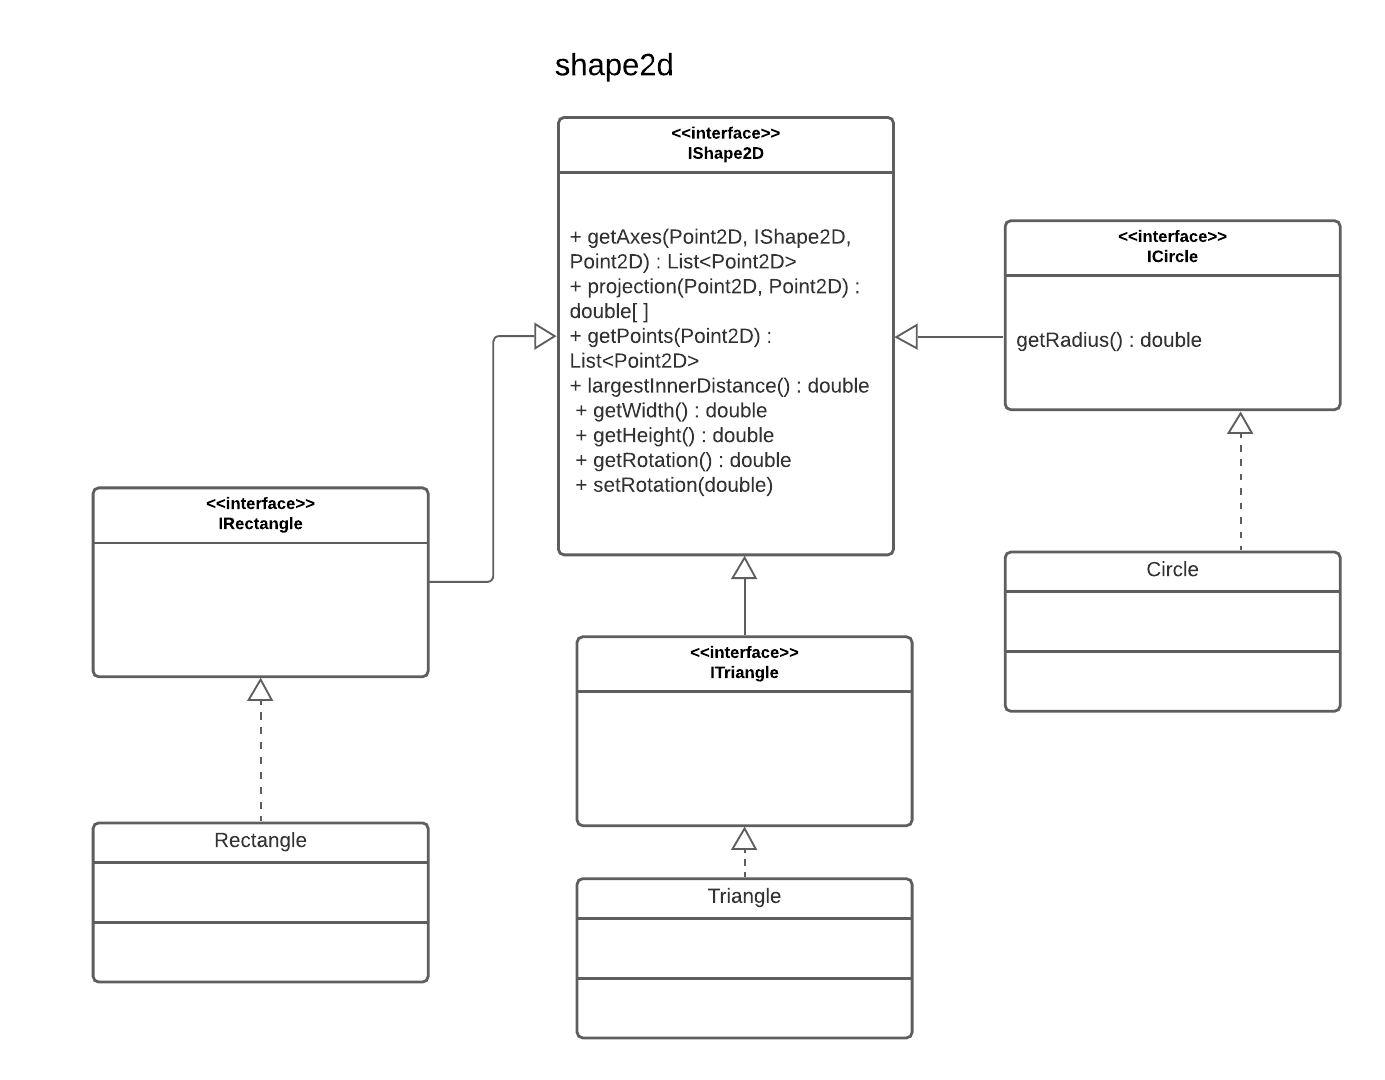 shape2d
<<interface>>
IShape2D
+ getAxes(Point2D, IShape2D,
Point2D) : List<Point2D>
+ projection(Point2D, Point2D) :
double[ ]
+ getPoints(Point2D) :
List<Point2D>
+ largestInnerDistance() : double
+ getWidth() : double
+ getHeight() : double
+ getRotation() : double
+ setRotation(double)
<<interface>>
ICircle
getRadius() : double
<<interface>>
IRectangle
Circle
<<interface>>
ITriangle
Rectangle
Triangle